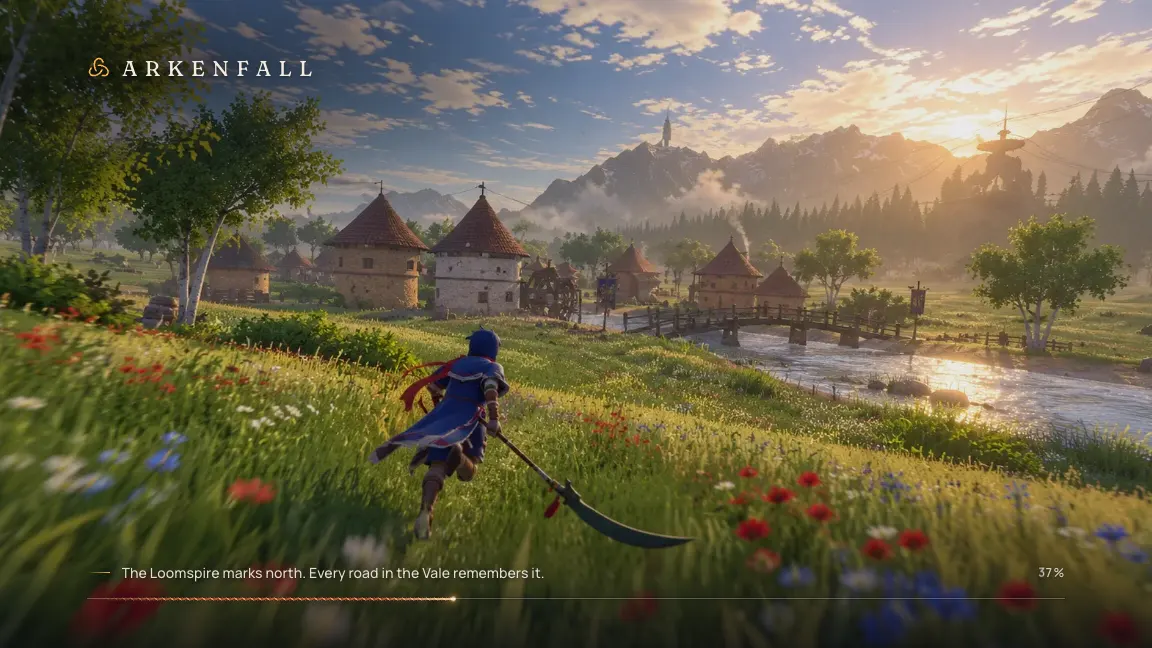 ARKENFALL
The Loomspire marks north. Every road in the Vale remembers it.
37%